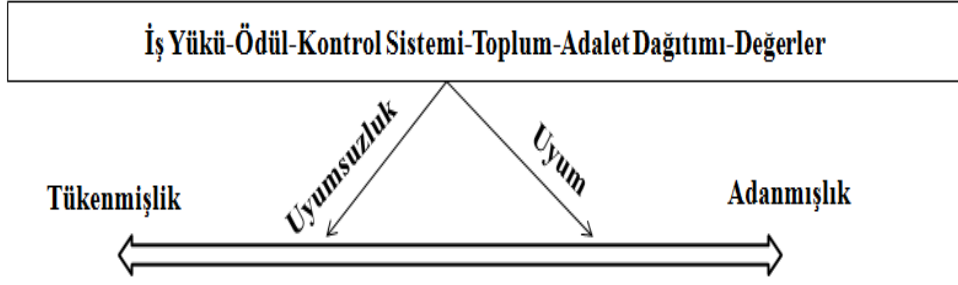 İş Yükü-Ödül-Kontrol Sistemi-Toplum-Adalet Dağıtımı-Değerler
Uyumsuzluk
Uyum
Tükenmişlik
Adanmışlık